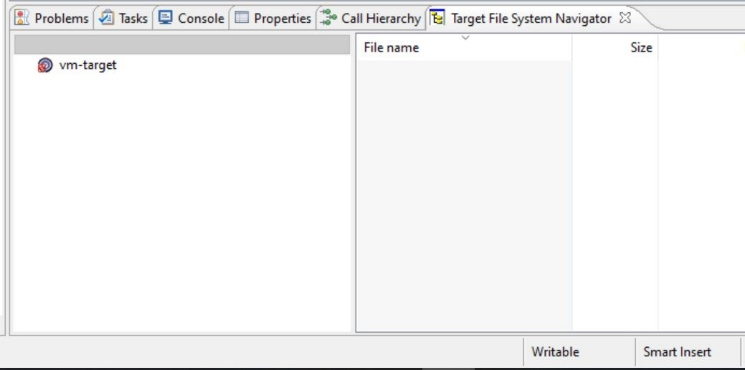 Problems Tasks Console Properties Call Hierarchy Target File System Navigator
File name Size
vm-target
Writable Smart Insert